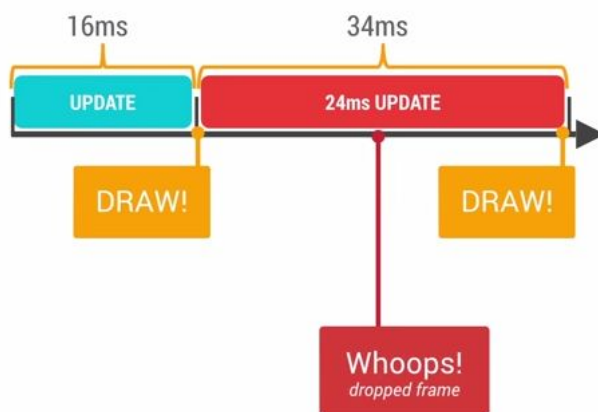 16ms
34ms
UPDATE
24ms UPDATE
DRAW!
DRAW!
Whoops!
dropped frame